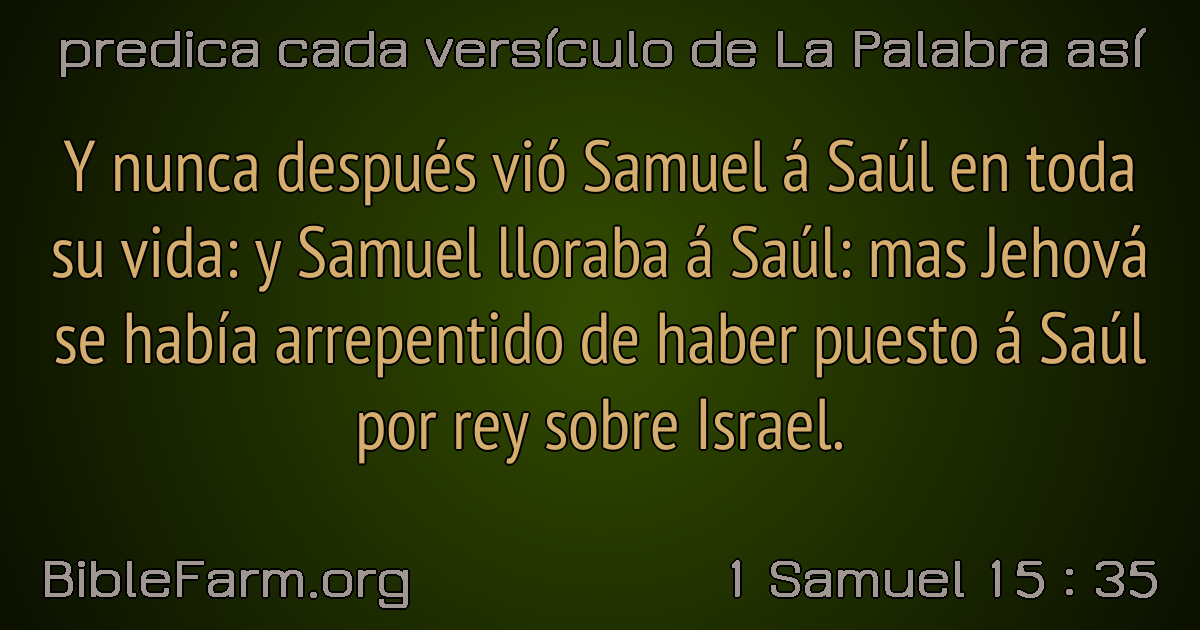 predica cada versículo de La Palabra así
Y nunca después vió Samuel á Saúl en toda
su vida: y Samuel lloraba á Saúl: mas Jehová
se había arrepentido de haber puesto á Saúl
por rey sobre Israel.
BibleFarm.org
1 Samuel 15 : 35